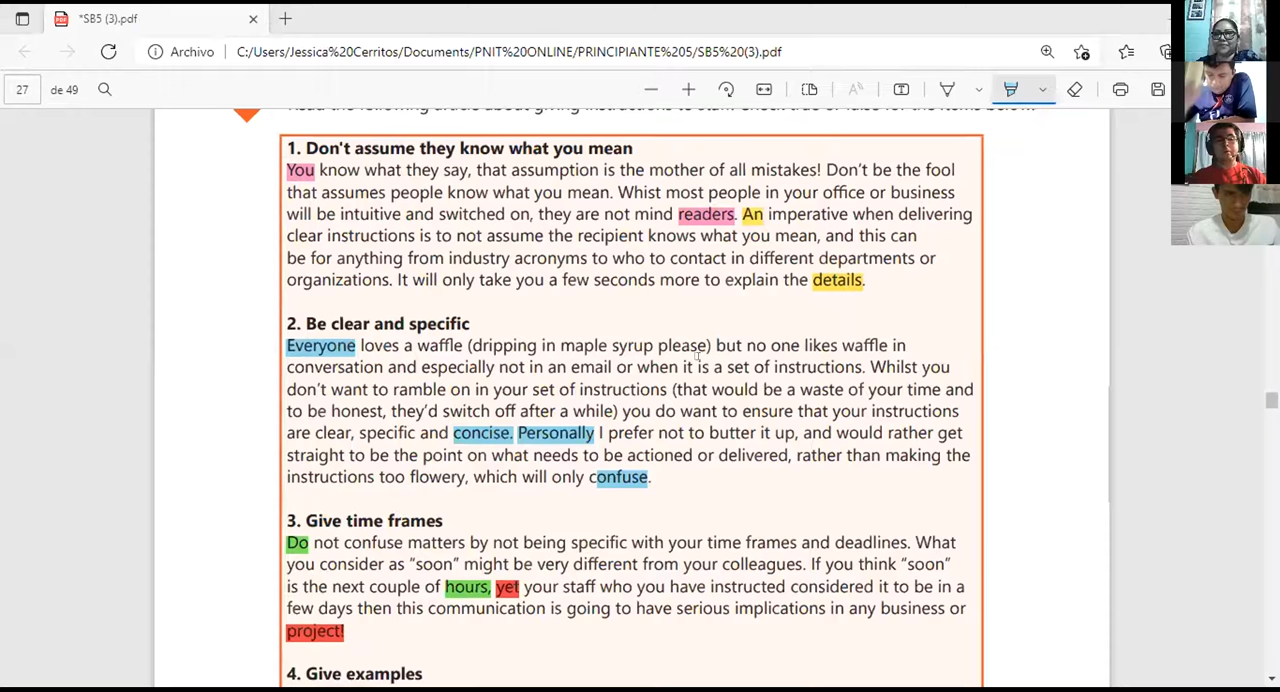 *SB5 (3).pdf
Archivo
C:/Users/Jessica%20Cerritos/Documents/PNIT%20ONLINE/PRINCIPIANTE%205/SB5%20(3).pdf
27
de 49
1. Don't assume they know what you mean
You know what they say, that assumption is the mother of all mistakes! Don't be the fool
that assumes people know what you mean. Whist most people in your office or business
will be intuitive and switched on, they are not mind readers. An imperative when delivering
clear instructions is to not assume the recipient knows what you mean, and this can
be for anything from industry acronyms to who to contact in different departments or
organizations. It will only take you a few seconds more to explain the details.
2. Be clear and specific
Everyone loves a waffle (dripping in maple syrup please) but no one likes waffle in
conversation and especially not in an email or when it is a set of instructions. Whilst you
don't want to ramble on in your set of instructions (that would be a waste of your time and
to be honest, they'd switch off after a while) you do want to ensure that your instructions
are clear, specific and concise. Personally I prefer not to butter it up, and would rather get
straight to be the point on what needs to be actioned or delivered, rather than making the
instructions too flowery, which will only confuse.
3. Give time frames
Do not confuse matters by not being specific with your time frames and deadlines. What
you consider as “soon” might be very different from your colleagues. If you think “soon”
is the next couple of hours, yet your staff who you have instructed considered it to be in a
few days then this communication is going to have serious implications in any business or
project!
4. Give examples